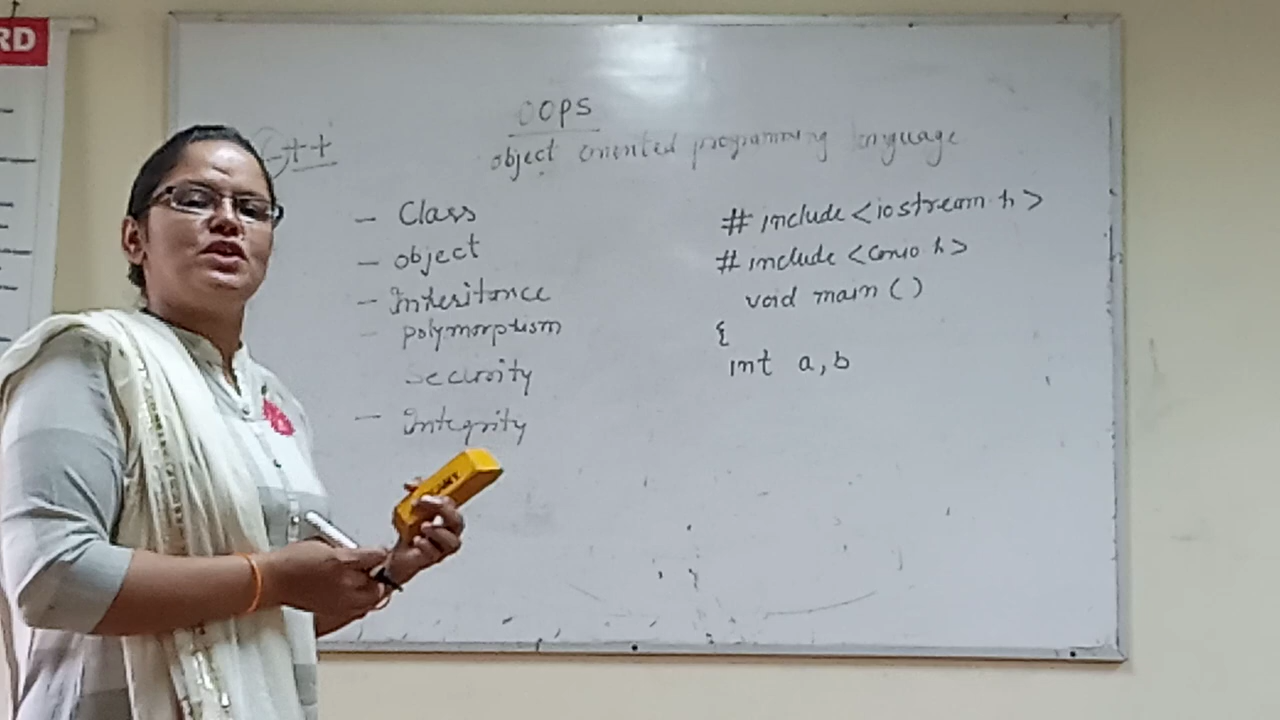 RD
OOPS
object oriented programming language
++
- Class
- object
- Inheritance
- polymorphism
Security
- Integrity
# include <iostream.h>
# include <conio.h>
void main ( )
{
int a, b